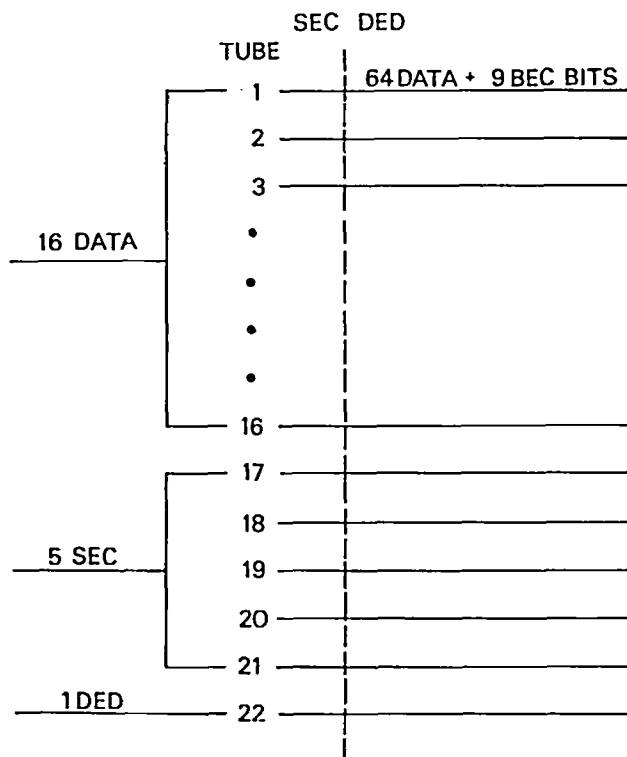 SEC DED
TUBE
1 64 DATA + 9 BEC BITS
2
3
16 DATA
16
17
18
5 SEC 19
20
21
1 DED 22